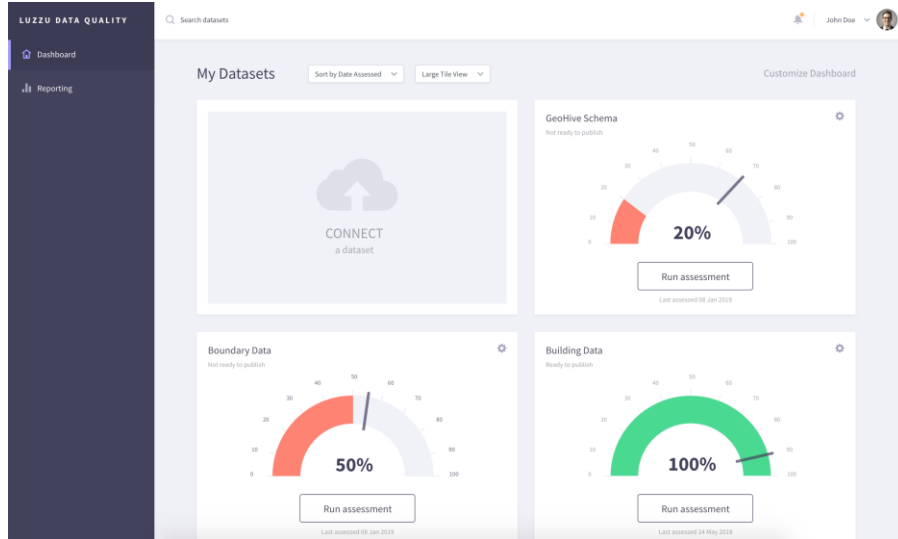 LUZZU DATA QUALITY
Search datasets
John Doe
Dashboard
Reporting
My Datasets
Sort by Date Assessed
Large Tile View
Customize Dashboard
CONNECT
a dataset
GeoHive Schema
Not ready to publish
0
10
20
30
40
50
60
70
80
90
100
20%
Run assessment
Last assessed 08 Jan 2019
Boundary Data
Not ready to publish
0
10
20
30
40
50
60
70
80
90
100
50%
Run assessment
Last assessed 08 Jan 2019
Building Data
Ready to publish
0
10
20
30
40
50
60
70
80
90
100
100%
Run assessment
Last assessed 24 May 2018